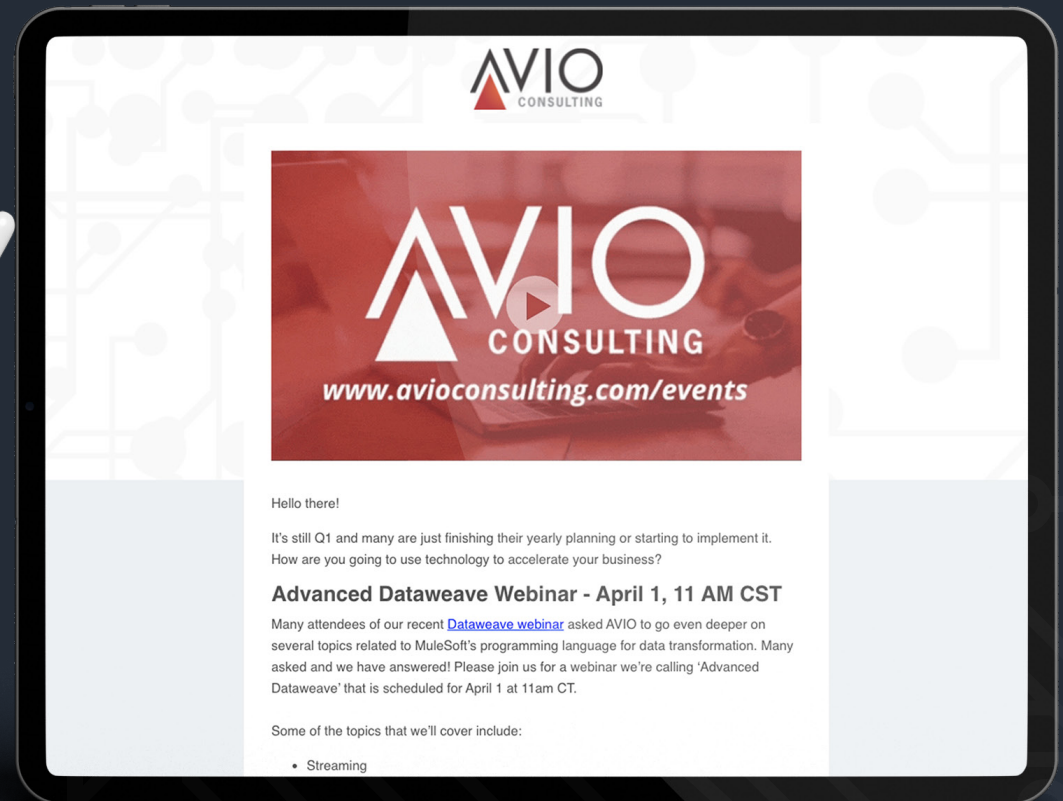 AVIO
CONSULTING
AVIO
CONSULTING
www.avioconsulting.com/events
Hello there!
It’s still Q1 and many are just finishing their yearly planning or starting to implement it.
How are you going to use technology to accelerate your business?
Advanced Dataweave Webinar - April 1, 11 AM CST
Many attendees of our recent Dataweave webinar asked AVIO to go even deeper on
several topics related to MuleSoft’s programming language for data transformation. Many
asked and we have answered! Please join us for a webinar we’re calling ‘Advanced
Dataweave’ that is scheduled for April 1 at 11am CT.
Some of the topics that we’ll cover include:
• Streaming